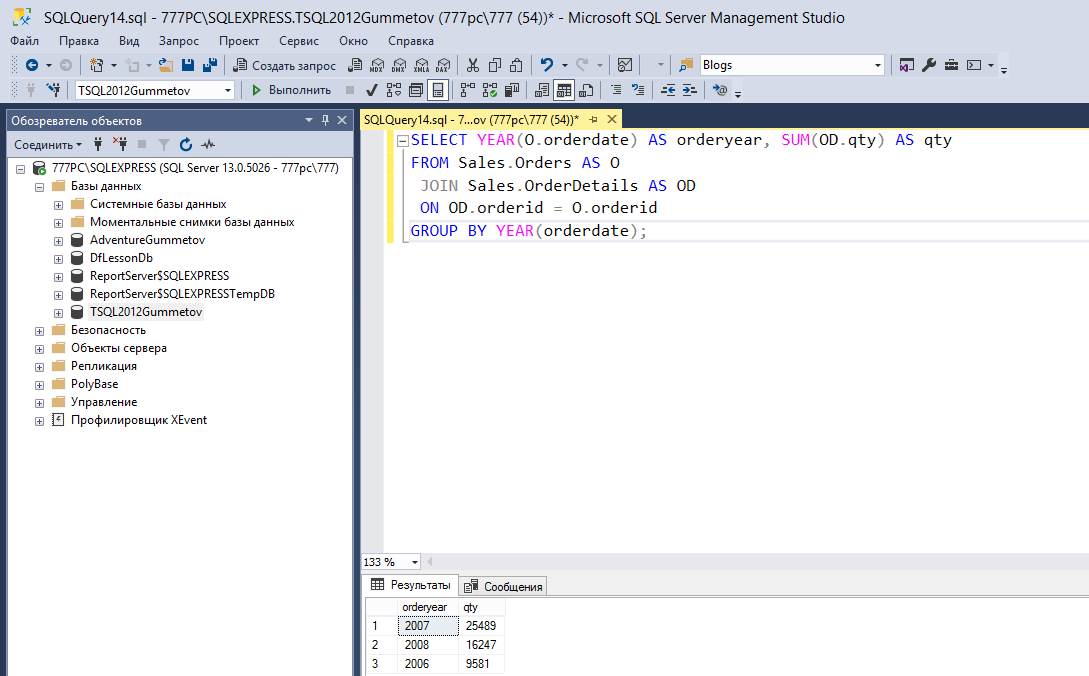 SQLQuery14.sql - 777PC\SQLEXPRESS.TSQL2012Gummetov (777pc\777 (54))* - Microsoft SQL Server Management Studio
Файл Правка Вид Запрос Проект Сервис Окно Справка
Создать запрос MDX DMX XMLA DAX Blogs
TSQL2012Gummetov Выполнить
Обозреватель объектов
Соединить
777PC\SQLEXPRESS (SQL Server 13.0.5026 - 777pc\777)
Базы данных
Системные базы данных
Моментальные снимки базы данных
AdventureGummetov
DfLessonDb
ReportServer$SQLEXPRESS
ReportServer$SQLEXPRESSTempDB
TSQL2012Gummetov
Безопасность
Объекты сервера
Репликация
PolyBase
Управление
Профилировщик XEvent
SQLQuery14.sql - 7...ov (777pc\777 (54))*
SELECT YEAR(O.orderdate) AS orderyear, SUM(OD.qty) AS qty
FROM Sales.Orders AS O
JOIN Sales.OrderDetails AS OD
ON OD.orderid = O.orderid
GROUP BY YEAR(orderdate);
133 %
Результаты Сообщения
orderyear qty
1 2007 25489
2 2008 16247
3 2006 9581